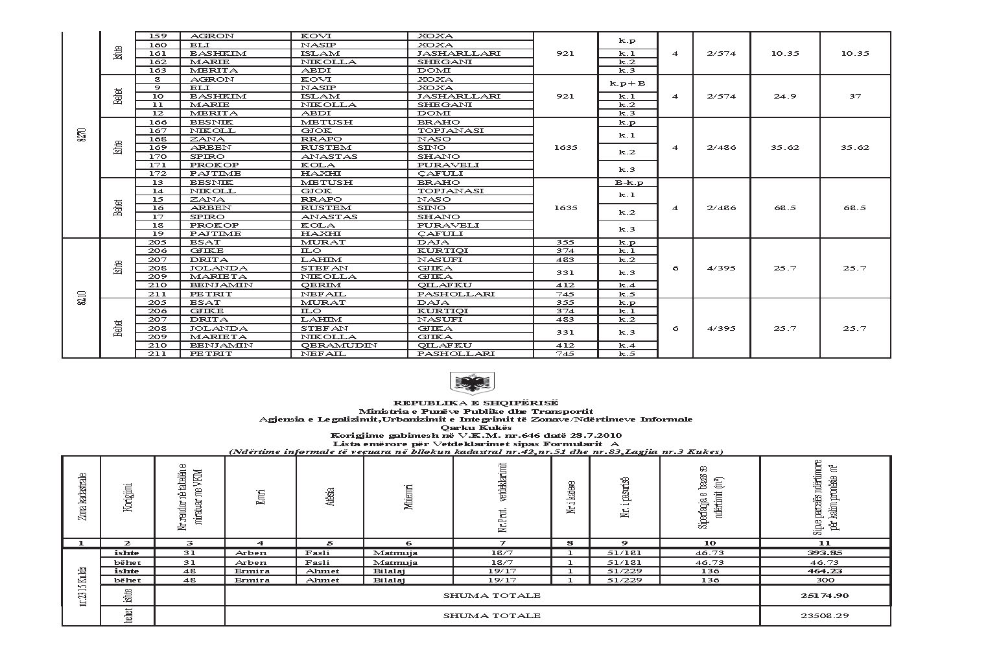 8270
Ishte
159 AGRON KOVI XOXA 921 k.p 4 2/574 10.35 10.35
160 ELI NASIP XOXA
161 BASHKIM ISLAM JASHARLLARI k.1
162 MARIE NIKOLLA SHEGANI k.2
163 MERITA ABDI DOMI k.3
Behet
8 AGRON KOVI XOXA 921 k.p+B 4 2/574 24.9 37
9 ELI NASIP XOXA
10 BASHKIM ISLAM JASHARLLARI k.1
11 MARIE NIKOLLA SHEGANI k.2
12 MERITA ABDI DOMI k.3
Ishte
166 BESNIK METUSH BRAHO 1635 k.p 4 2/486 35.62 35.62
167 NIKOLL GJOK TOPJANASI k.1
168 ZANA RRAPO NASO
169 ARBEN RUSTEM SINO k.2
170 SPIRO ANASTAS SHANO
171 PROKOP KOLA PURAVELI k.3
172 PAJTIME HAXHI ÇAFULI
Behet
13 BESNIK METUSH BRAHO 1635 B-k.p 4 2/486 68.5 68.5
14 NIKOLL GJOK TOPJANASI k.1
15 ZANA RRAPO NASO
16 ARBEN RUSTEM SINO k.2
17 SPIRO ANASTAS SHANO
18 PROKOP KOLA PURAVELI k.3
19 PAJTIME HAXHI ÇAFULI
8210
Ishte
205 ESAT MURAT DAJA 355 k.p 6 4/395 25.7 25.7
206 GJIKE ILO KURTIQI 374 k.1
207 DRITA LAHIM NASUFI 483 k.2
208 JOLANDA STEFAN GJIKA 331 k.3
209 MARIETA NIKOLLA GJIKA
210 BENJAMIN QERIM QILAFKU 412 k.4
211 PETRIT NEFAIL PASHOLLARI 745 k.5
Behet
205 ESAT MURAT DAJA 355 k.p 6 4/395 25.7 25.7
206 GJIKE ILO KURTIQI 374 k.1
207 DRITA LAHIM NASUFI 483 k.2
208 JOLANDA STEFAN GJIKA 331 k.3
209 MARIETA NIKOLLA GJIKA
210 BENJAMIN QERAMUDIN QILAFKU 412 k.4
211 PETRIT NEFAIL PASHOLLARI 745 k.5
REPUBLIKA E SHQIPËRISË
Ministria e Punëve Publike dhe Transportit
Agjensia e Legalizimit,Urbanizimit e Integrimit të Zonave/Ndërtimeve Informale
Qarku Kukës
Korigjime gabimesh në V.K.M. nr.646 datë 28.7.2010
Lista emërore për Vetdeklarimet sipas Formularit A
(Ndërtime informale të veçuara në bllokun kadastral nr.42,nr.51 dhe nr.83,Lagjia nr.3 Kukes)
Zona kadastrale
Korigjimi
Nr.rendor në tabelën e
miratuar me VKM
Emri
Atësia
Mbiemri
Nr.Prot. vetdeklarimit
Nr.i kateve
Nr. i pasurisë
Siperfaqja e bazes se
ndërtimit (m²)
Sip.e parcelës ndërtimore
për kalim pronësie m²
1 2 3 4 5 6 7 8 9 10 11
nr.2315 Kukës
ishte 31 Arben Fasli Matmuja 18/7 1 51/181 46.73 393.85
bëhet 31 Arben Fasli Matmuja 18/7 1 51/181 46.73 46.73
ishte 48 Ermira Ahmet Bilalaj 19/17 1 51/229 136 464.23
bëhet 48 Ermira Ahmet Bilalaj 19/17 1 51/229 136 300
ishte SHUMA TOTALE 25174.90
behet SHUMA TOTALE 23508.29